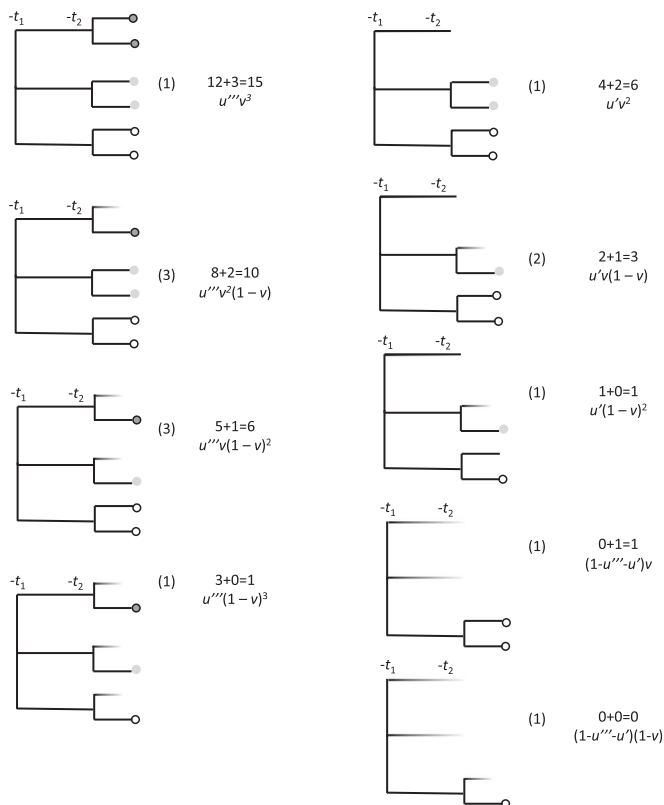 -t₁ -t₂
(1) 12+3=15
u'''v³
-t₁ -t₂
(3) 8+2=10
u'''v²(1 – v)
-t₁ -t₂
(3) 5+1=6
u'''v(1 – v)²
-t₁ -t₂
(1) 3+0=1
u'''(1 – v)³
-t₁ -t₂
(1) 4+2=6
u'v²
-t₁ -t₂
(2) 2+1=3
u'v(1 – v)
-t₁ -t₂
(1) 1+0=1
u'(1 – v)²
-t₁ -t₂
(1) 0+1=1
(1-u'''-u')v
-t₁ -t₂
(1) 0+0=0
(1-u'''-u')(1-v)